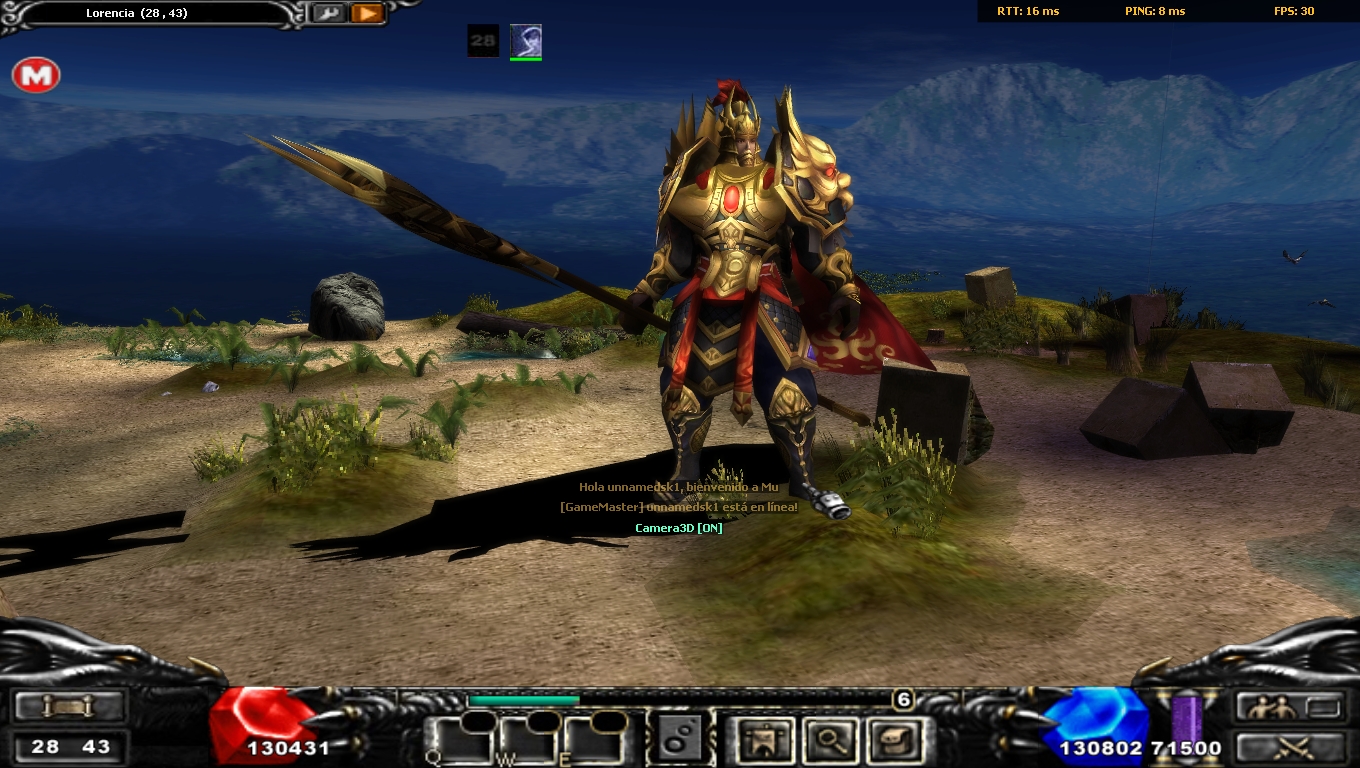 Lorencia (28,43)
RTT: 16 ms PING: 8 ms FPS: 30
28
M
Hola unnamedsk1, bienvenido a Mu
[GameMaster] unnamedsk1 está en línea!
Camera3D [ON]
6
Q W E
28 43
130431
130802 71500